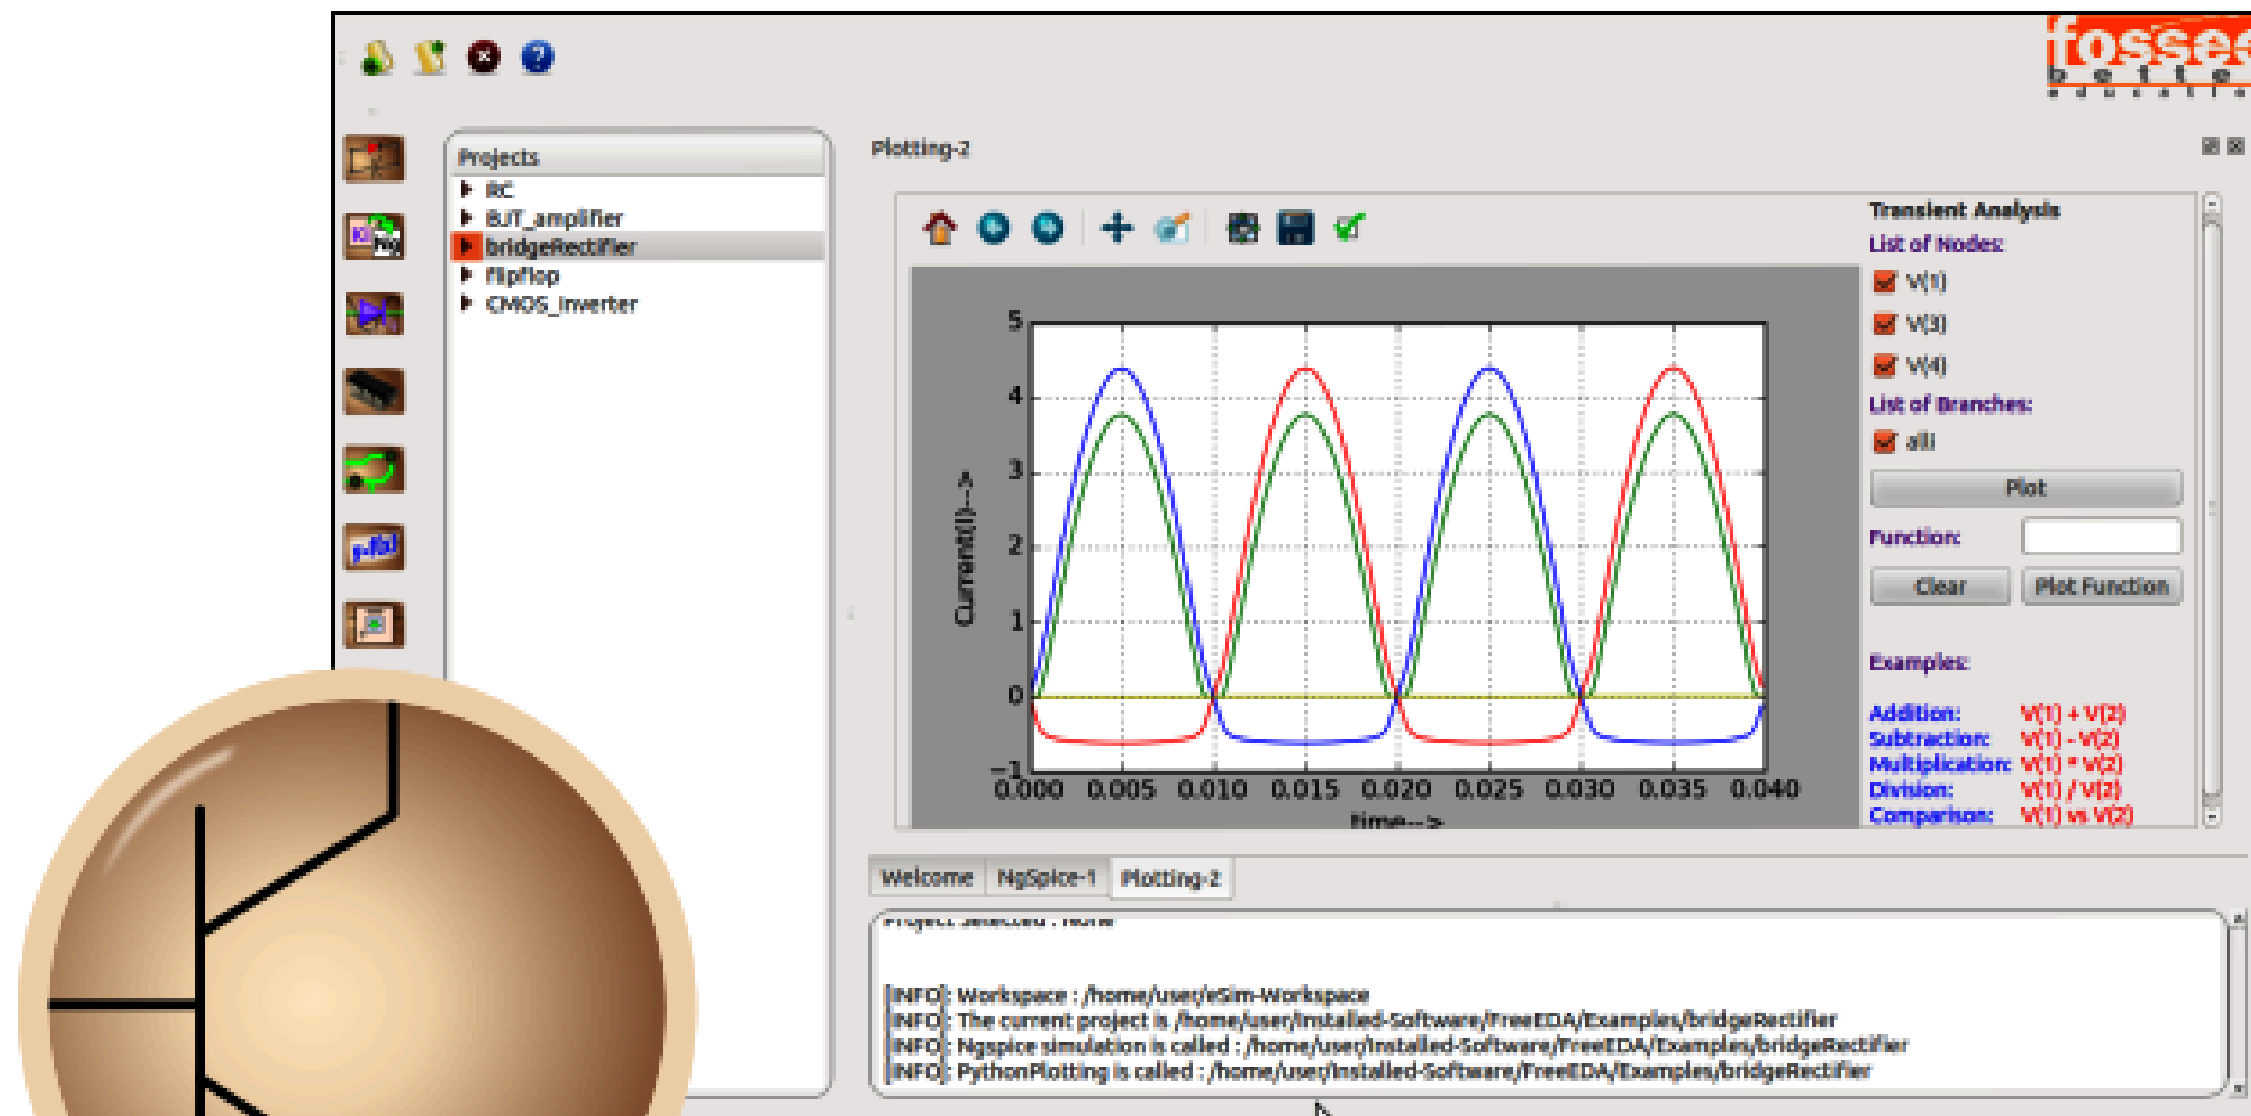 fossee
bette
educatio
Projects
RC
BJT_amplifier
bridgeRectifier
flipflop
CMOS_Inverter
Plotting-2
Transient Analysis
List of Nodes:
V(1)
V(3)
V(4)
List of Branches:
alli
Plot
Function:
Clear
Plot Function
Examples:
Addition: V(1) + V(2)
Subtraction: V(1) - V(2)
Multiplication: V(1) * V(2)
Division: V(1) / V(2)
Comparison: V(1) vs V(2)
Current(I)-->
5
4
3
2
1
0
−1
0.000 0.005 0.010 0.015 0.020 0.025 0.030 0.035 0.040
time-->
Welcome NgSpice-1 Plotting-2
Project Selected : None
[INFO]: Workspace : /home/user/eSim-Workspace
[INFO]: The current project is /home/user/Installed-Software/FreeEDA/Examples/bridgeRectifier
[INFO]: Ngspice simulation is called : /home/user/Installed-Software/FreeEDA/Examples/bridgeRectifier
[INFO]: PythonPlotting is called : /home/user/Installed-Software/FreeEDA/Examples/bridgeRectifier